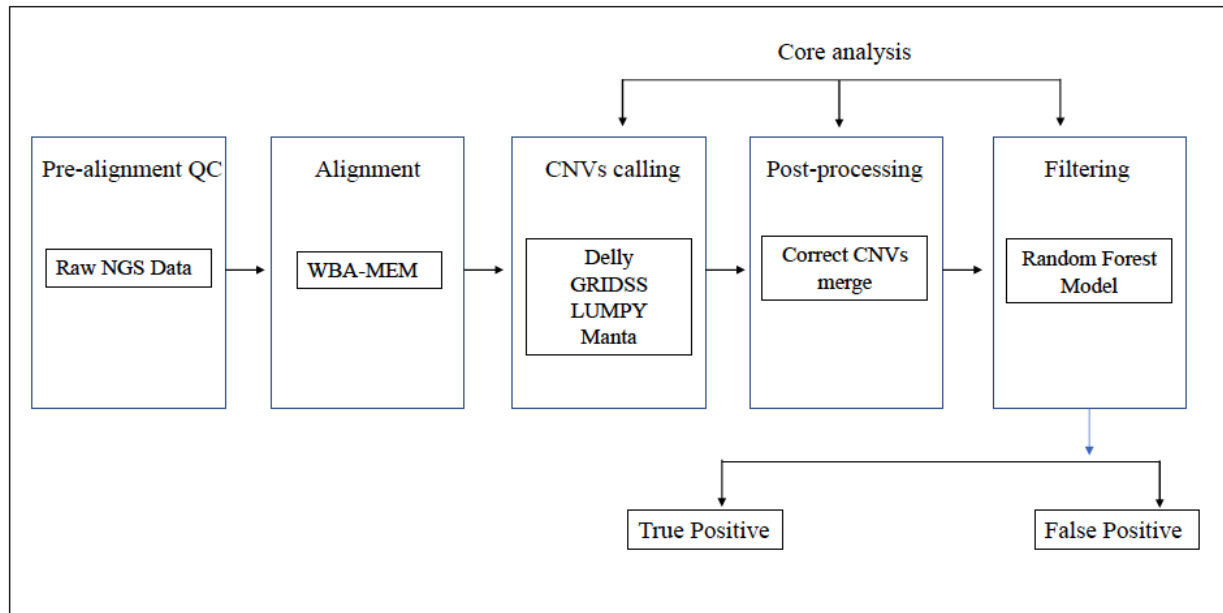 Core analysis
Pre-alignment QC
Raw NGS Data
Alignment
WBA-MEM
CNVs calling
Delly
GRIDSS
LUMPY
Manta
Post-processing
Correct CNVs
merge
Filtering
Random Forest
Model
True Positive
False Positive